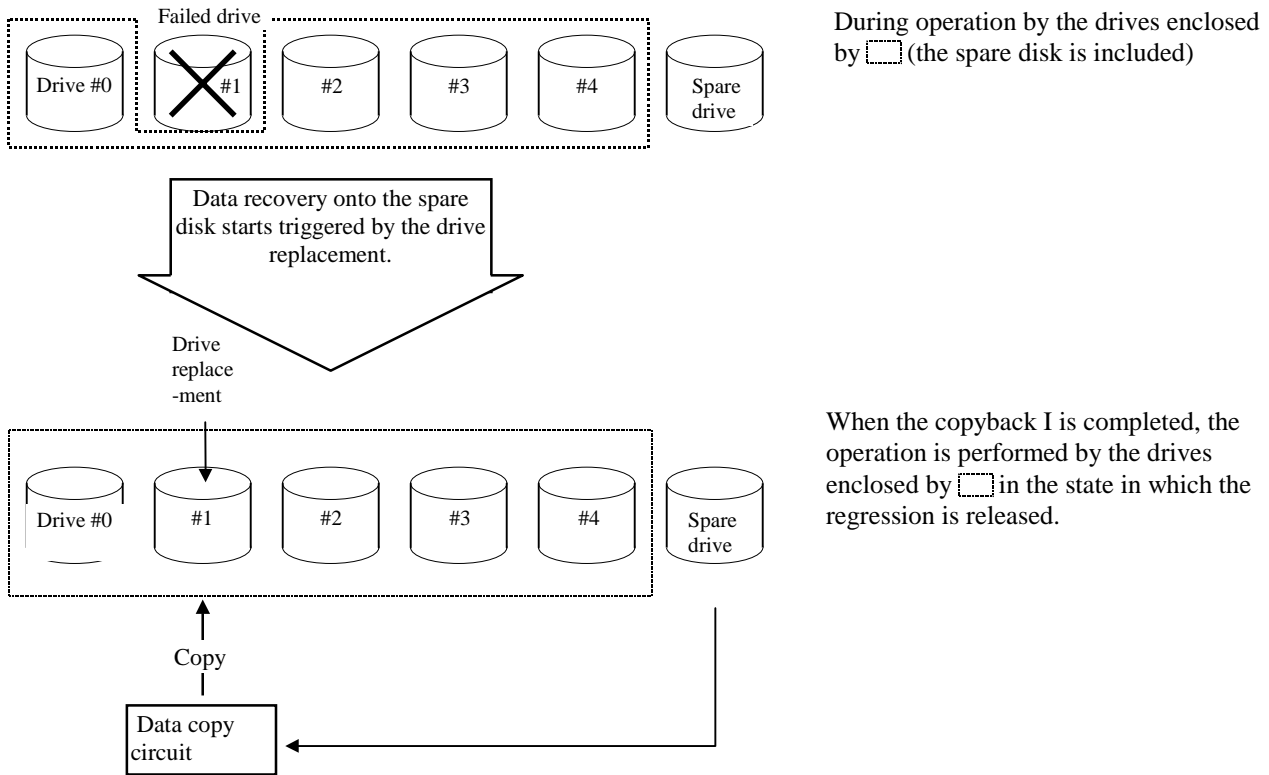 Failed drive
Drive #0
#1
#2
#3
#4
Spare
drive
During operation by the drives enclosed
by (the spare disk is included)
Data recovery onto the spare
disk starts triggered by the drive
replacement.
Drive
replace
-ment
Drive #0
#1
#2
#3
#4
Spare
drive
When the copyback I is completed, the
operation is performed by the drives
enclosed by in the state in which the
regression is released.
Copy
Data copy
circuit